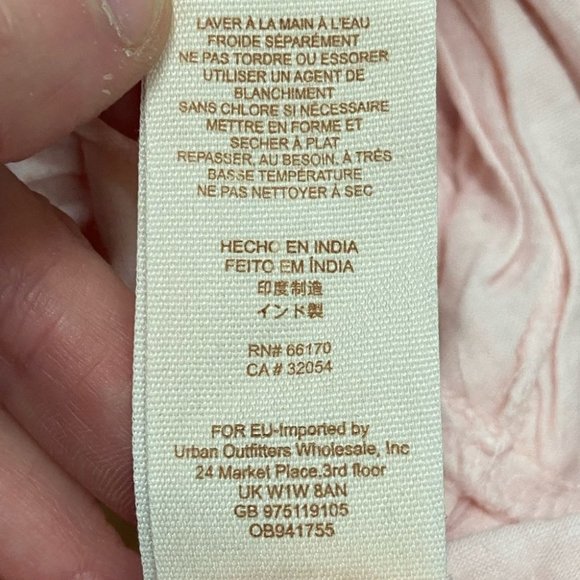 LAVER À LA MAIN À L'EAU
FROIDE SÉPARÉMENT
NE PAS TORDRE OU ESSORER
UTILISER UN AGENT DE
BLANCHIMENT
SANS CHLORE SI NÉCESSAIRE
METTRE EN FORME ET
SECHER À PLAT
REPASSER, AU BESOIN, À TRÉS
BASSE TEMPÉRATURE
NE PAS NETTOYER À SEC
HECHO EN INDIA
FEITO EM ÍNDIA
印度制造
インド製
RN# 66170
CA # 32054
FOR EU-Imported by
Urban Outfitters Wholesale, Inc
24 Market Place.3rd floor
UK W1W 8AN
GB 975119105
OB941755